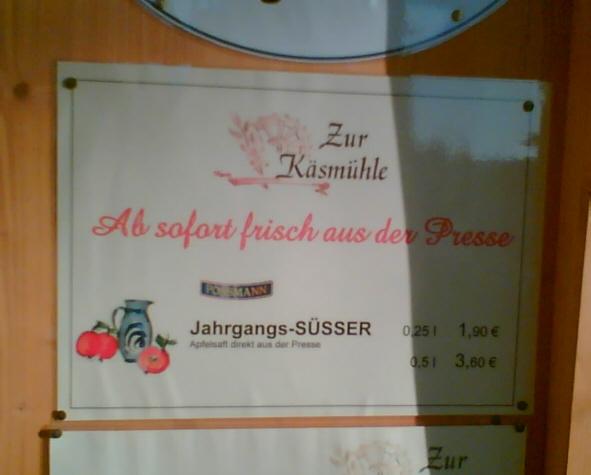 Zur
Käsmühle
Ab sofort frisch aus der Presse
POSSMANN
Jahrgangs-SÜSSER 0,25 l 1,90 €
Apfelsaft direkt aus der Presse
0,5 l 3,60 €
Zur